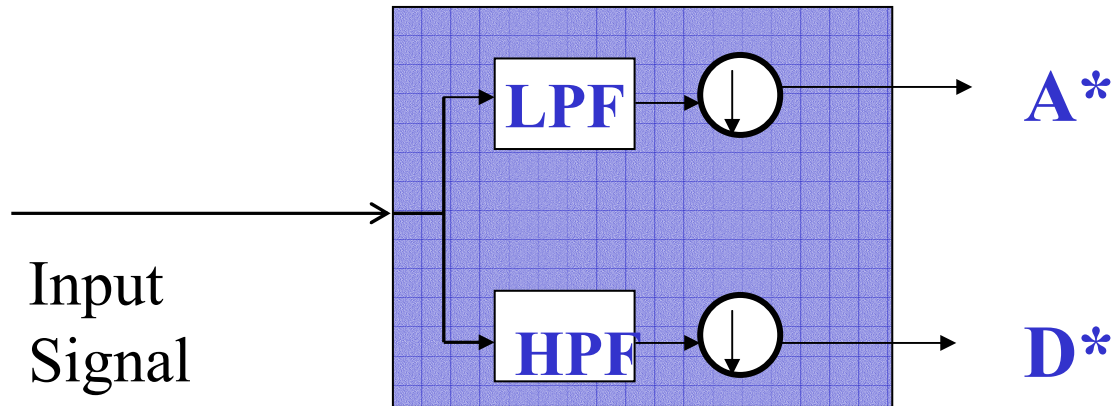 LPF
A*
Input
Signal
HPF
D*